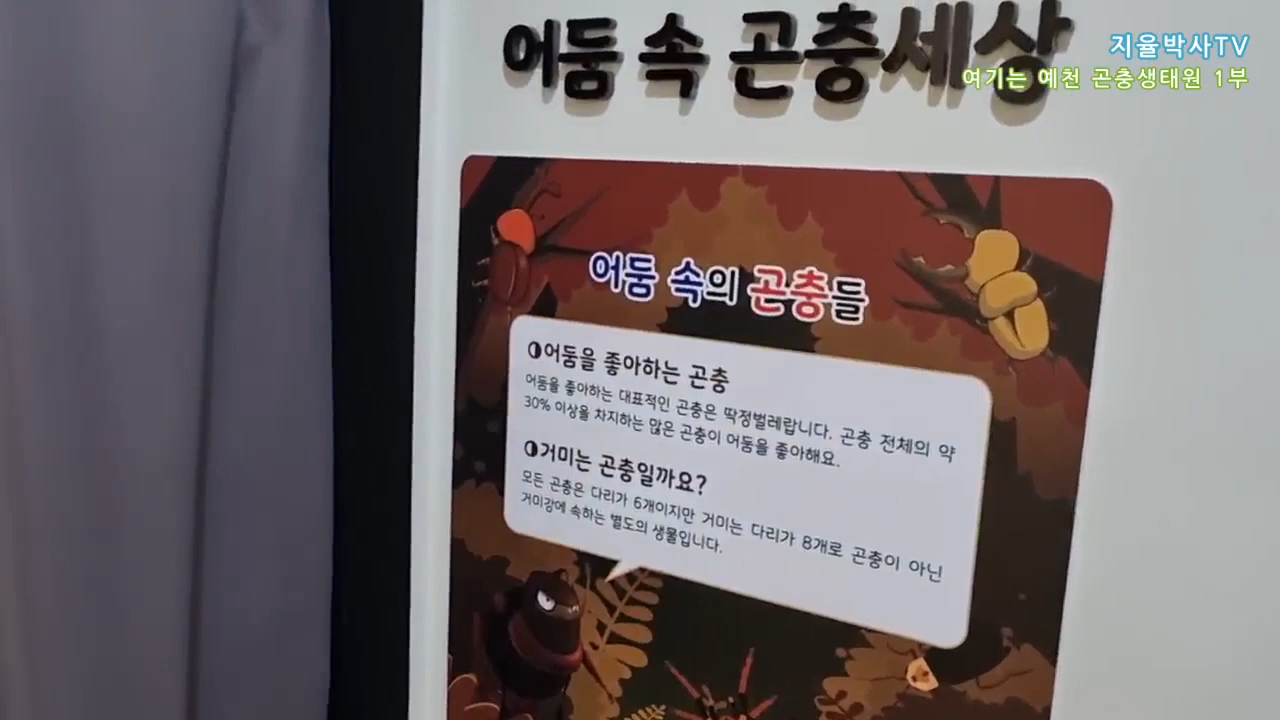 어둠 속 곤충세상
지율박사TV
여기는 예천 곤충생태원 1부
어둠 속의 곤충들
◑어둠을 좋아하는 곤충
어둠을 좋아하는 대표적인 곤충은 딱정벌레랍니다. 곤충 전체의 약
30% 이상을 차지하는 많은 곤충이 어둠을 좋아해요.
◑거미는 곤충일까요?
모든 곤충은 다리가 6개이지만 거미는 다리가 8개로 곤충이 아닌
거미강에 속하는 별도의 생물입니다.